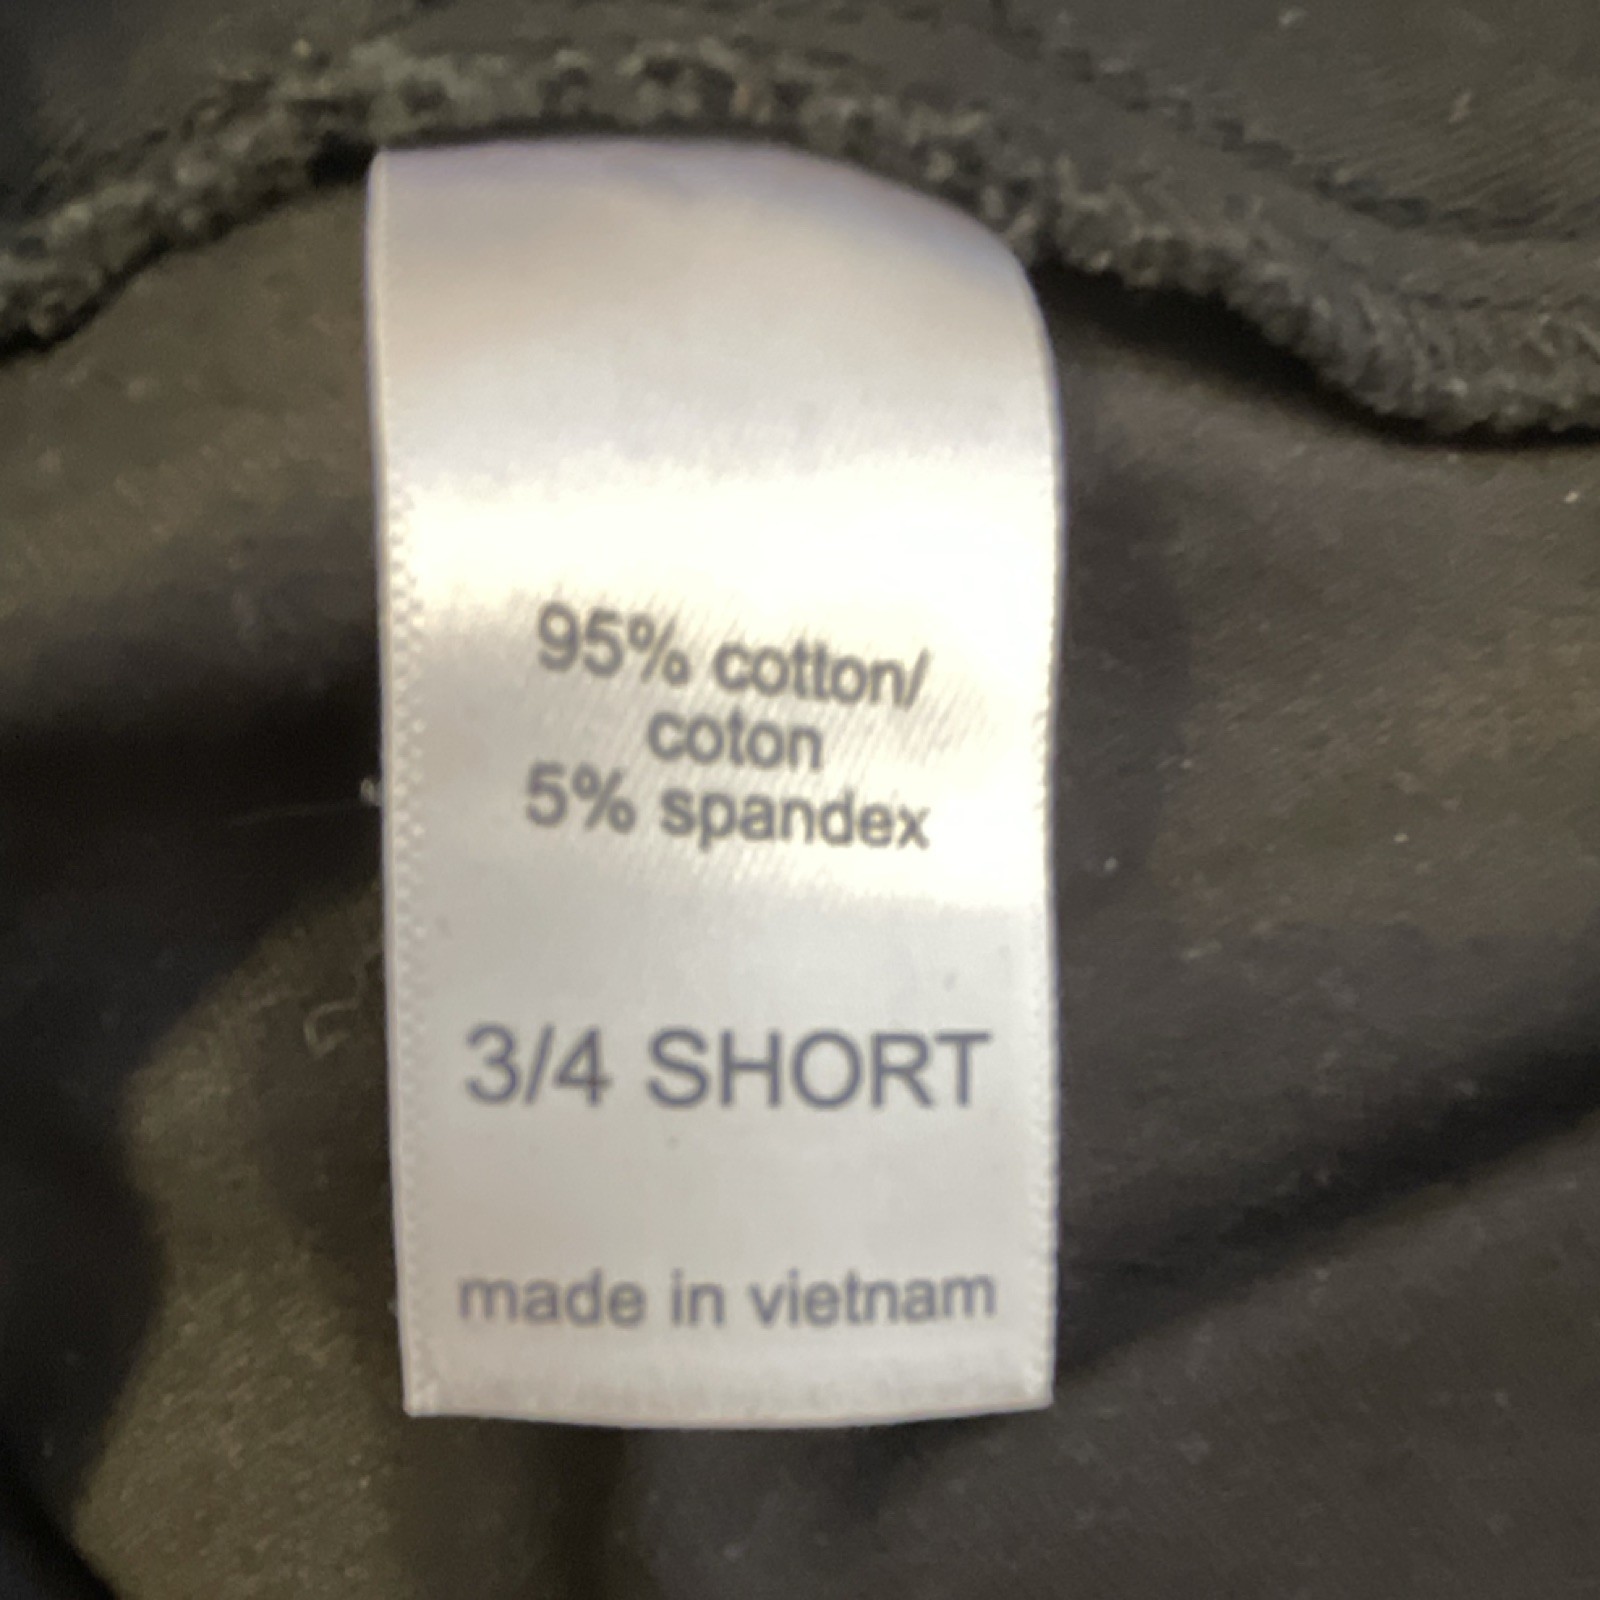 95% cotton/
coton
5% spandex
3/4 SHORT
made in vietnam